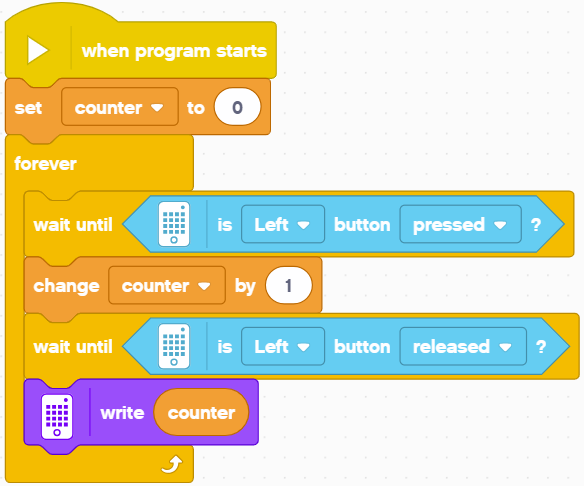 when program starts
set counter to 0
forever
wait until is Left button pressed ?
change counter by 1
wait until is Left button released ?
write counter